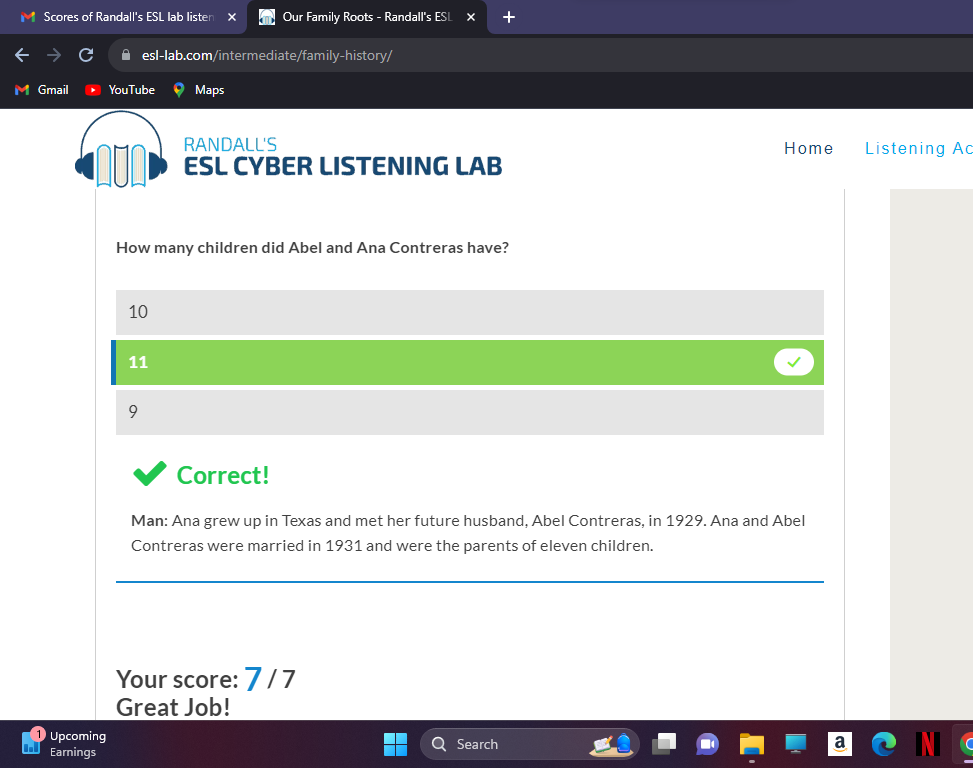 Scores of Randall's ESL lab listen
Our Family Roots - Randall's ESL
esl-lab.com/intermediate/family-history/
Gmail YouTube Maps
RANDALL'S
ESL CYBER LISTENING LAB
Home Listening Ac
How many children did Abel and Ana Contreras have?
10
11
9
Correct!
Man: Ana grew up in Texas and met her future husband, Abel Contreras, in 1929. Ana and Abel
Contreras were married in 1931 and were the parents of eleven children.
Your score: 7 / 7
Great Job!
1
Upcoming
Earnings
Search
a
N